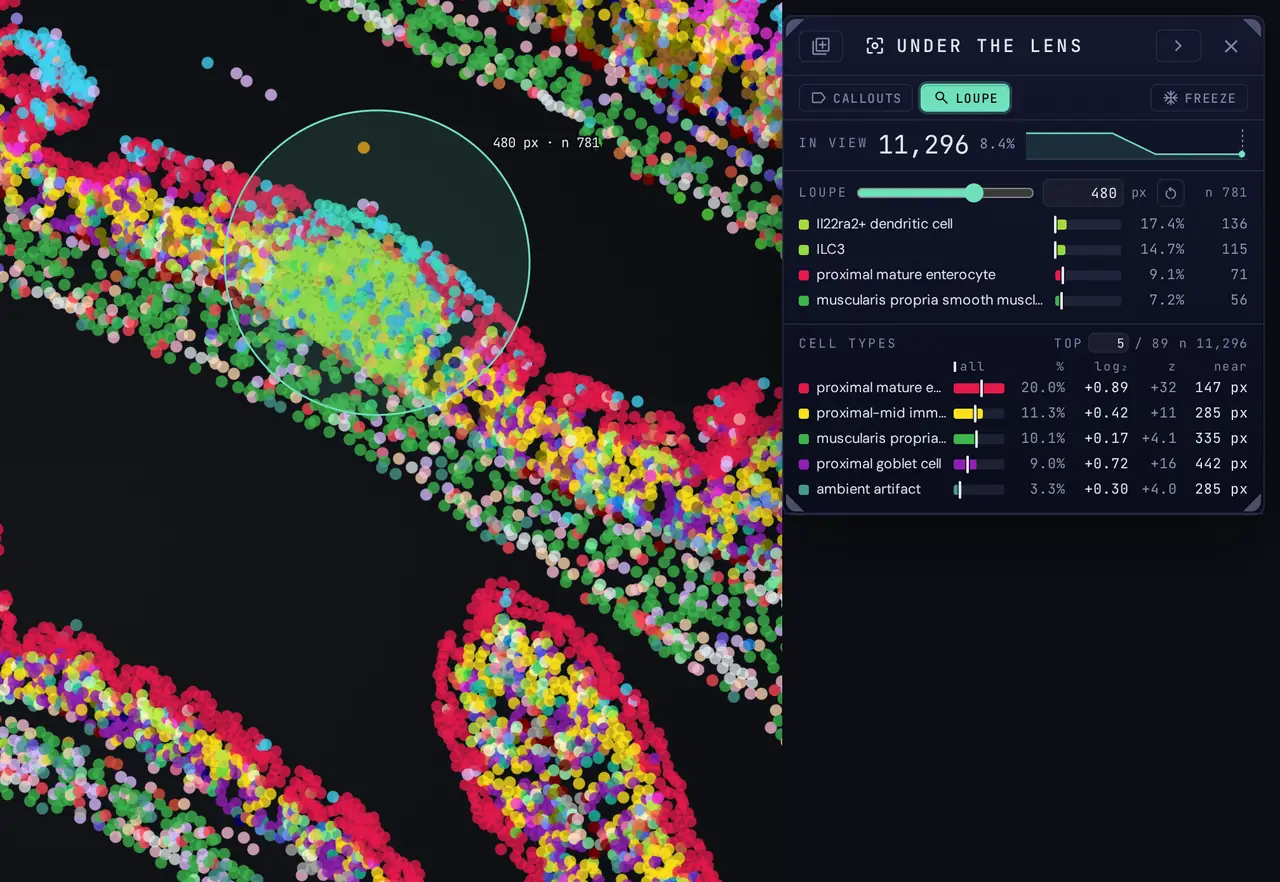 480 px · n 781
UNDER THE LENS
CALLOUTS LOUPE FREEZE
IN VIEW 11,296 8.4%
LOUPE 480 px n 781
Il22ra2+ dendritic cell 17.4% 136
ILC3 14.7% 115
proximal mature enterocyte 9.1% 71
muscularis propria smooth muscl… 7.2% 56
CELL TYPES TOP 5 / 89 n 11,296
all % log₂ z near
proximal mature e… 20.0% +0.89 +32 147 px
proximal-mid imm… 11.3% +0.42 +11 285 px
muscularis propria… 10.1% +0.17 +4.1 335 px
proximal goblet cell 9.0% +0.72 +16 442 px
ambient artifact 3.3% +0.30 +4.0 285 px